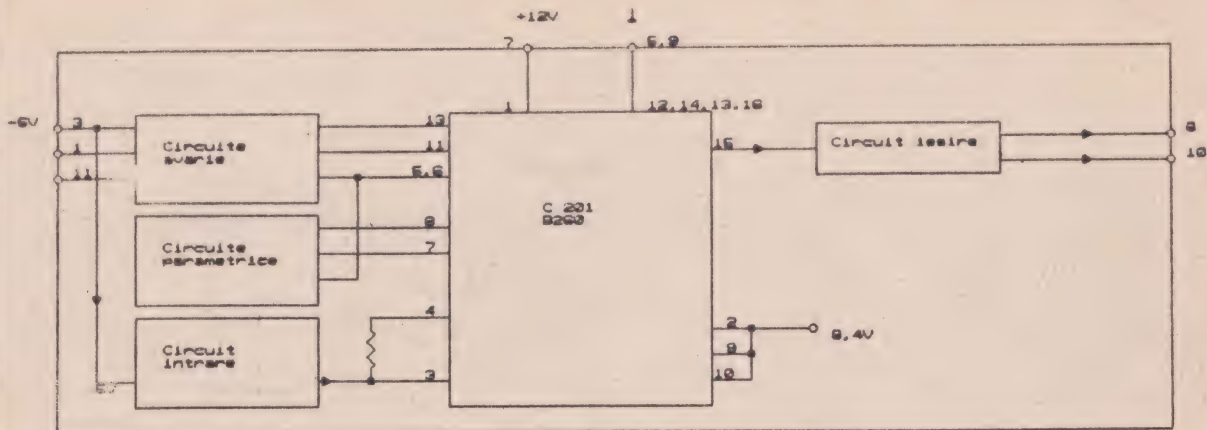 +12V
7
6,9
1
12,14,13,16
-6V
3
1
11
Circuite
avarie
13
11
5,6
15
Circuit iesire
8
10
C 201
B260
Circuite
parametrice
8
7
Circuit
intrare
4
3
2
9
10
8,4V